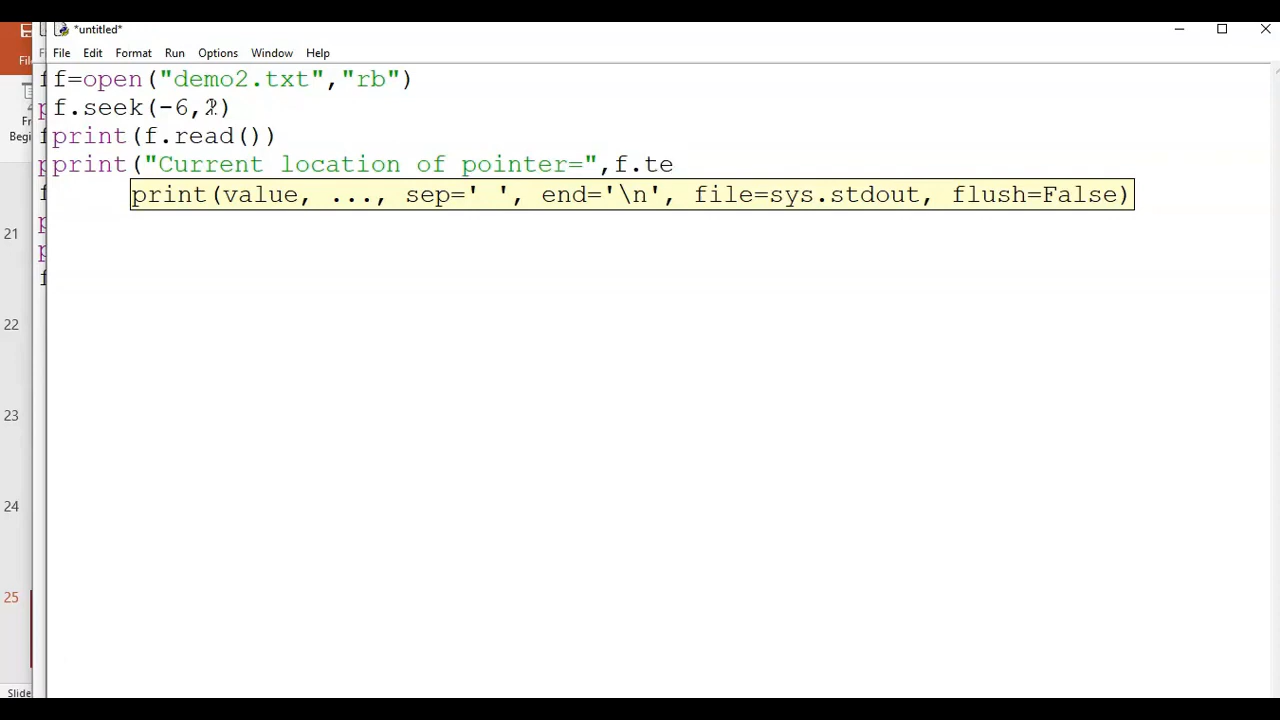 *untitled*
File Edit Format Run Options Window Help
f=open("demo2.txt","rb")
f.seek(-6,2)
print(f.read())
print("Current location of pointer=",f.te
print(value, ..., sep=' ', end='\n', file=sys.stdout, flush=False)
21
22
23
24
25
Slide